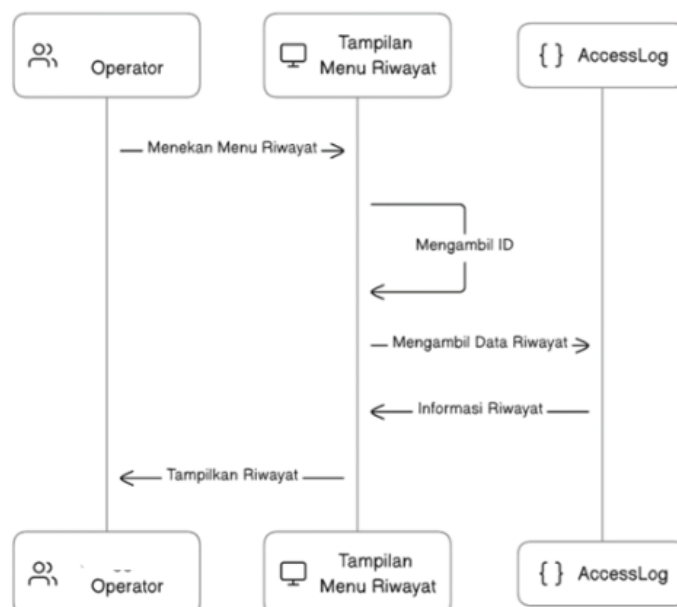 Operator
Tampilan
Menu Riwayat
{ } AccessLog
Menekan Menu Riwayat
Mengambil ID
Mengambil Data Riwayat
Informasi Riwayat
Tampilkan Riwayat
Operator
Tampilan
Menu Riwayat
{ } AccessLog